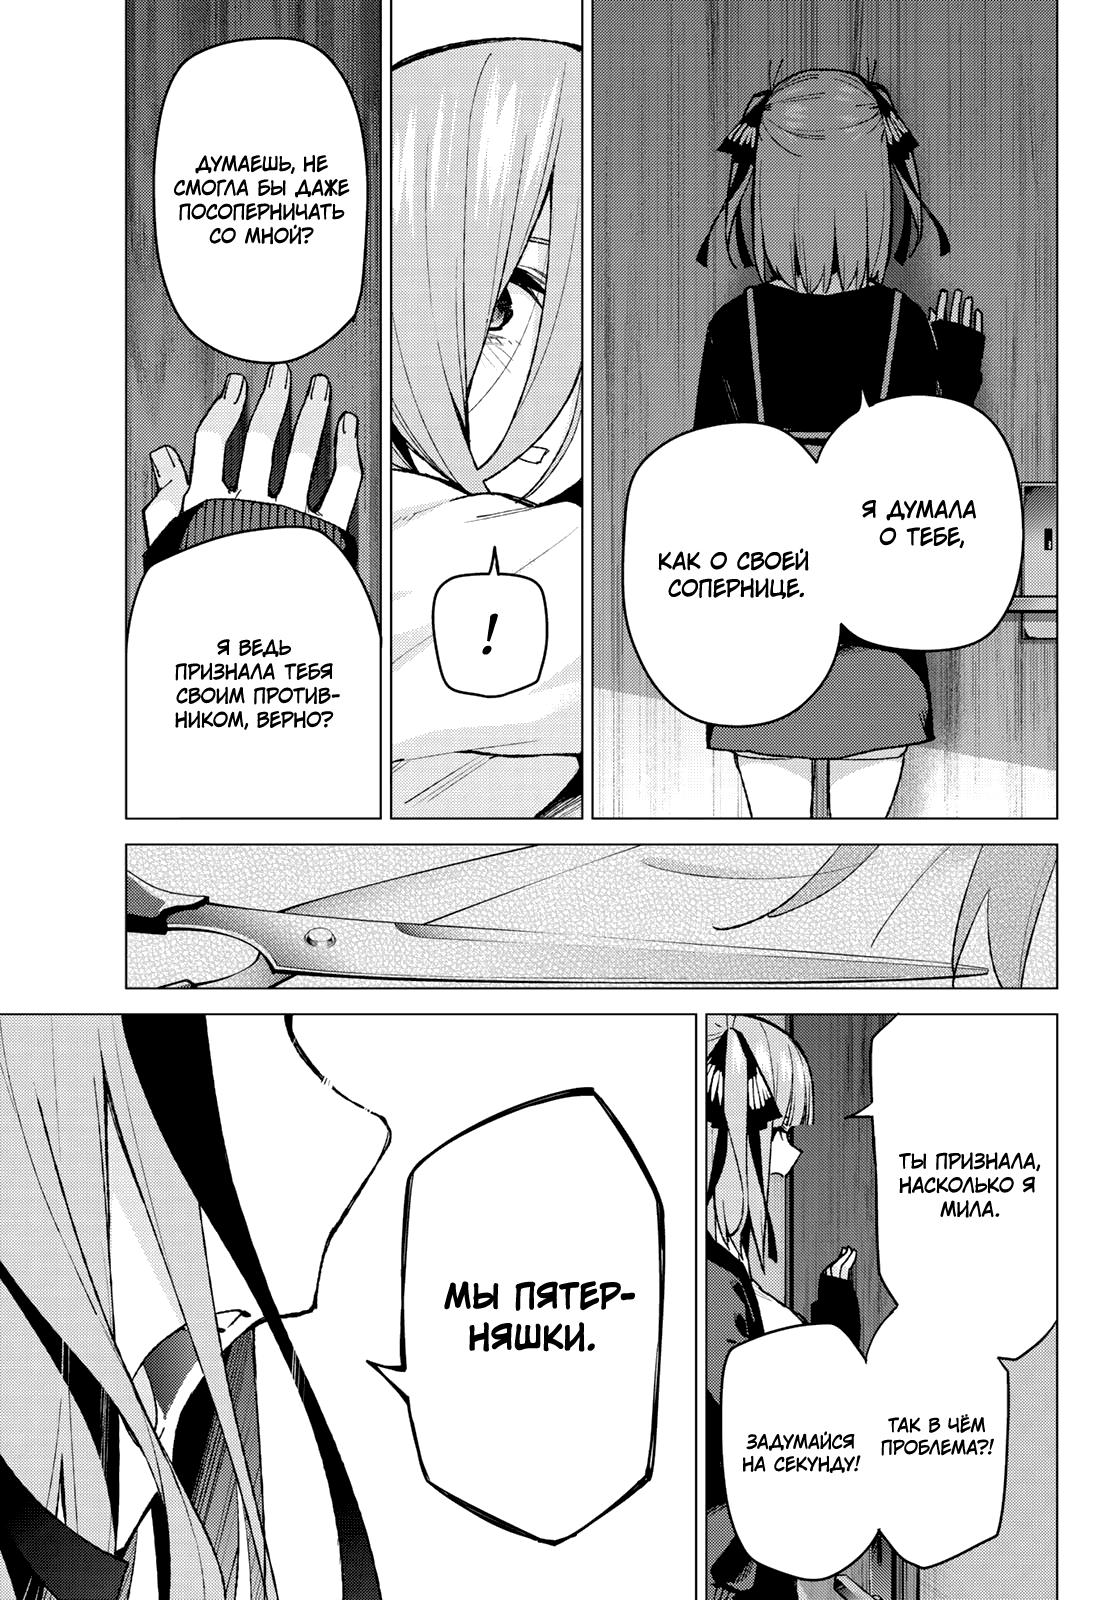 Я ДУМАЛА
О ТЕБЕ,
КАК О СВОЕЙ
СОПЕРНИЦЕ.
!
ДУМАЕШЬ, НЕ
СМОГЛА БЫ ДАЖЕ
ПОСОПЕРНИЧАТЬ
СО МНОЙ?
Я ВЕДЬ
ПРИЗНАЛА ТЕБЯ
СВОИМ ПРОТИВ-
НИКОМ, ВЕРНО?
ТЫ ПРИЗНАЛА,
НАСКОЛЬКО Я
МИЛА.
ТАК В ЧЁМ
ПРОБЛЕМА?!
ЗАДУМАЙСЯ
НА СЕКУНДУ!
МЫ ПЯТЕР-
НЯШКИ.